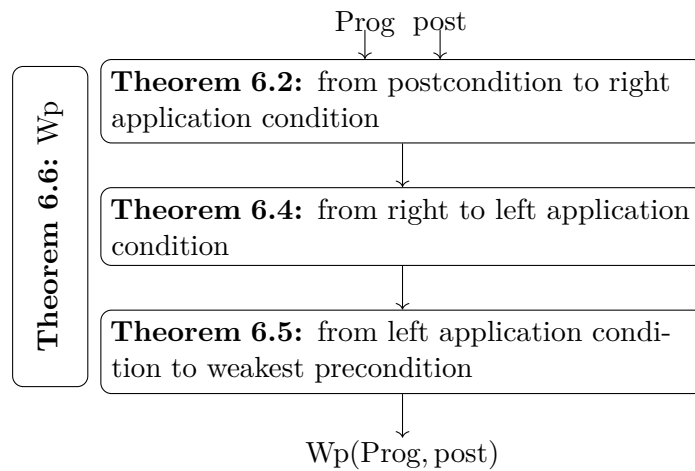 Prog post
Theorem 6.6: Wp
Theorem 6.2: from postcondition to right
application condition
Theorem 6.4: from right to left application
condition
Theorem 6.5: from left application condi-
tion to weakest precondition
Wp(Prog, post)